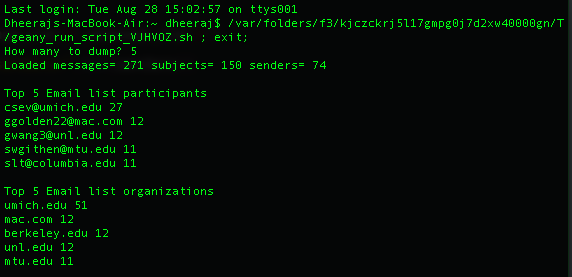 Last login: Tue Aug 28 15:02:57 on ttys001
Dheerajs-MacBook-Air:~ dheeraj$ /var/folders/f3/kjczckrj5l17gmpg0j7d2xw40000gn/T
/geany_run_script_VJHVOZ.sh ; exit;
How many to dump? 5
Loaded messages= 271 subjects= 150 senders= 74
Top 5 Email list participants
csev@umich.edu 27
ggolden22@mac.com 12
gwang3@unl.edu 12
swgithen@mtu.edu 11
slt@columbia.edu 11
Top 5 Email list organizations
umich.edu 51
mac.com 12
berkeley.edu 12
unl.edu 12
mtu.edu 11